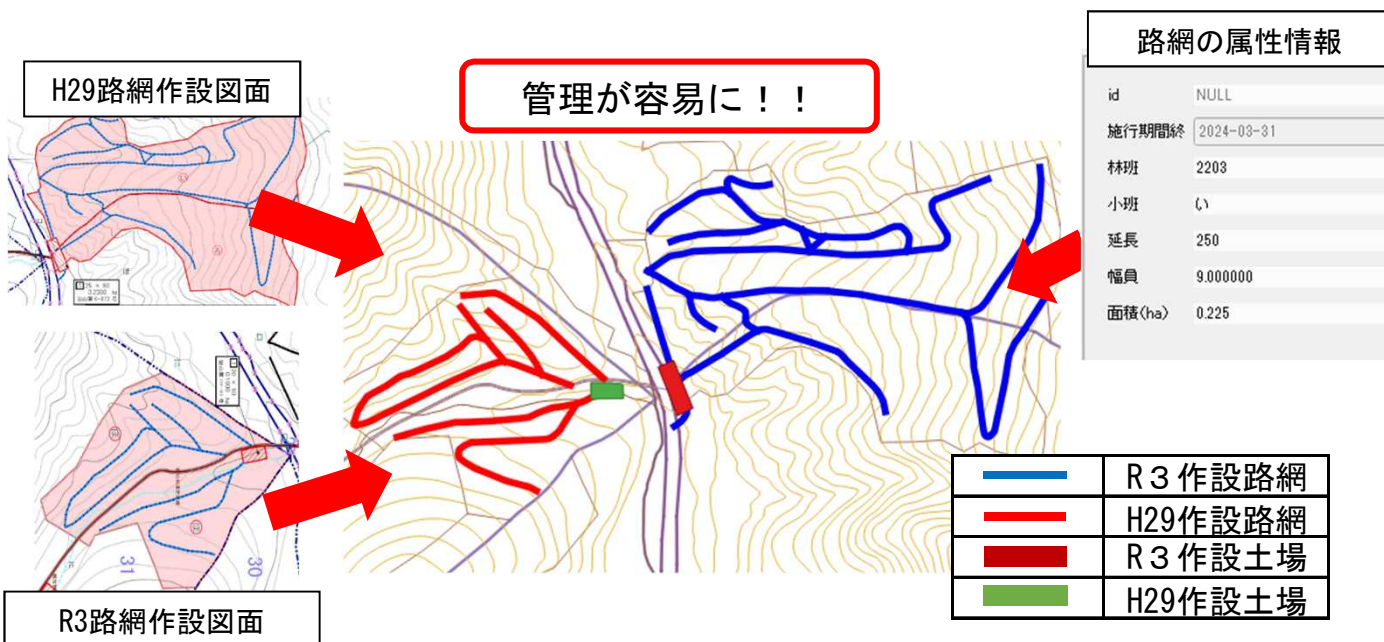 路網の属性情報
H29路網作設図面
管理が容易に！！
id NULL
施行期間終 2024-03-31
林班 2203
小班 い
延長 250
幅員 9.000000
面積(ha) 0.225
31
30
R3作設路網
H29作設路網
R3作設土場
H29作設土場
R3路網作設図面